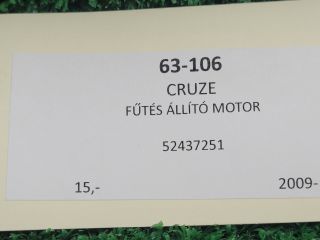 63-106
CRUZE
FŰTÉS ÁLLÍTÓ MOTOR
52437251
15,- 2009-